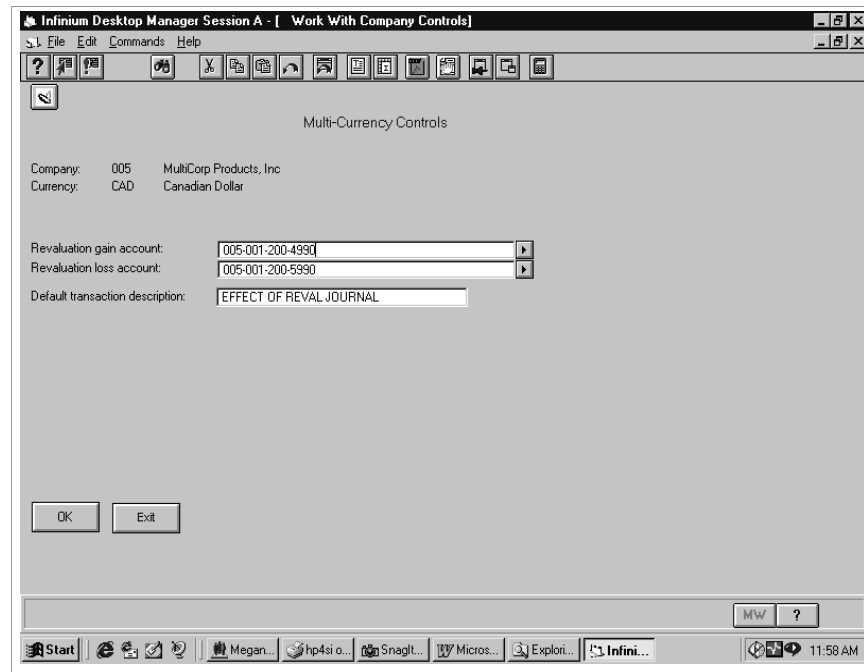 Infinium Desktop Manager Session A - [ Work With Company Controls]
File Edit Commands Help
Multi-Currency Controls
Company: 005 MultiCorp Products, Inc
Currency: CAD Canadian Dollar
Revaluation gain account: 005-001-200-4990
Revaluation loss account: 005-001-200-5990
Default transaction description: EFFECT OF REVAL JOURNAL
OK Exit
MW ?
Start Megan... hp4si o... SnagIt... Micros... Explori... Infini... 11:58 AM